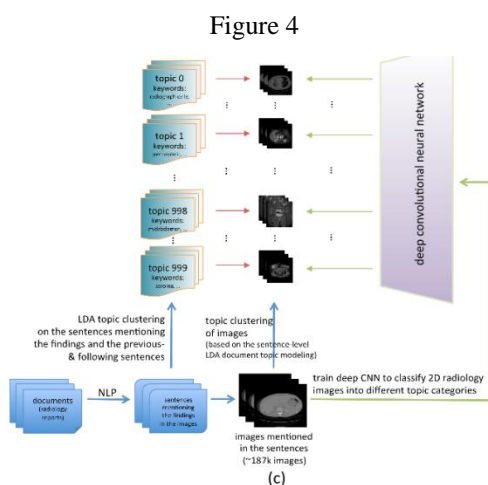 Figure 4
topic 0
keywords:
...
topic 1
keywords:
...
...
topic 998
keywords:
...
topic 999
keywords:
...
deep convolutional neural network
LDA topic clustering
on the sentences mentioning
the findings and the previous-
& following sentences
topic clustering
of images
(based on the sentence-level
LDA document topic modeling)
train deep CNN to classify 2D radiology
images into different topic categories
documents
(radiology
reports)
NLP
sentences
mentioning
the findings
in the images
images mentioned
in the sentences
(~187k images)
(c)